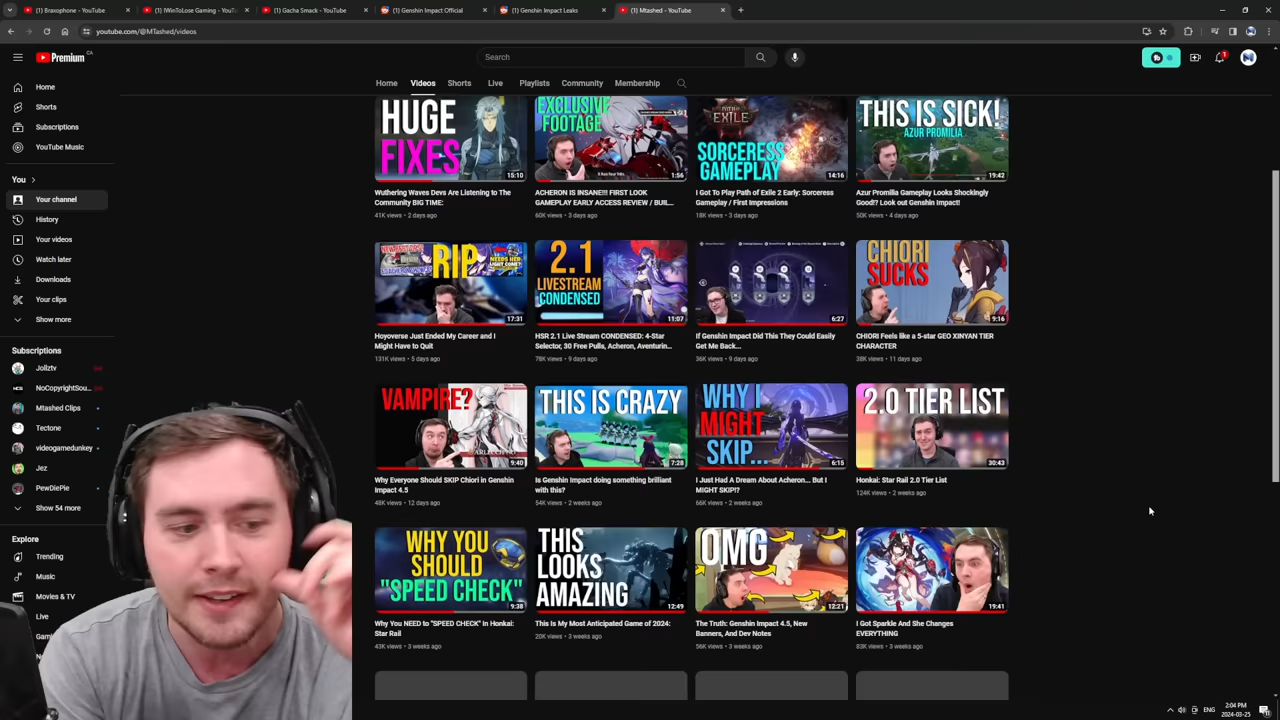 (1) Braxophone - YouTube
(1) IWinToLose Gaming - YouTu
(1) Gacha Smack - YouTube
(1) Genshin Impact Official
(1) Genshin Impact Leaks
(1) Mtashed - YouTube
youtube.com/@MTashed/videos
Premium CA
Search
1
Home
Videos
Shorts
Live
Playlists
Community
Membership
Home
Shorts
Subscriptions
YouTube Music
You
Your channel
History
Your videos
Watch later
Downloads
Your clips
Show more
Subscriptions
Jollztv
NoCopyrightSou...
Mtashed Clips
Tectone
videogamedunkey
Jez
PewDiePie
Show 54 more
Explore
Trending
Music
Movies & TV
Live
HUGE
FIXES
15:10
Wuthering Waves Devs Are Listening to The
Community BIG TIME:
41K views • 2 days ago
EXCLUSIVE
FOOTAGE
1:56
ACHERON IS INSANE!!! FIRST LOOK
GAMEPLAY EARLY ACCESS REVIEW / BUIL...
60K views • 3 days ago
EXILE
SORCERESS
GAMEPLAY
14:16
I Got To Play Path of Exile 2 Early: Sorceress
Gameplay / First Impressions
18K views • 3 days ago
THIS IS SICK!
AZUR PROMILIA
19:42
Azur Promilia Gameplay Looks Shockingly
Good!? Look out Genshin Impact!
50K views • 4 days ago
RIP
NEEDS HER
LIGHT CONE?
17:31
Hoyoverse Just Ended My Career and I
Might Have to Quit
131K views • 5 days ago
2.1
LIVESTREAM
CONDENSED
11:07
HSR 2.1 Live Stream CONDENSED: 4-Star
Selector, 30 Free Pulls, Acheron, Aventurin...
78K views • 9 days ago
6:27
If Genshin Impact Did This They Could Easily
Get Me Back...
36K views • 9 days ago
CHIORI
SUCKS
9:16
CHIORI Feels like a 5-star GEO XINYAN TIER
CHARACTER
38K views • 11 days ago
VAMPIRE?
9:40
Why Everyone Should SKIP Chiori in Genshin
Impact 4.5
48K views • 12 days ago
THIS IS CRAZY
7:28
Is Genshin Impact doing something brilliant
with this?
54K views • 2 weeks ago
WHY I
MIGHT
SKIP...
6:15
I Just Had A Dream About Acheron... But I
MIGHT SKIP!?
66K views • 2 weeks ago
2.0 TIER LIST
30:43
Honkai: Star Rail 2.0 Tier List
124K views • 2 weeks ago
WHY YOU
SHOULD
"SPEED CHECK"
9:38
Why You NEED to "SPEED CHECK" In Honkai:
Star Rail
43K views • 3 weeks ago
THIS
LOOKS
AMAZING
12:49
This Is My Most Anticipated Game of 2024:
20K views • 3 weeks ago
OMG
12:21
The Truth: Genshin Impact 4.5, New
Banners, And Dev Notes
56K views • 3 weeks ago
19:41
I Got Sparkle And She Changes
EVERYTHING
83K views • 3 weeks ago
ENG
2:04 PM
2024-03-25